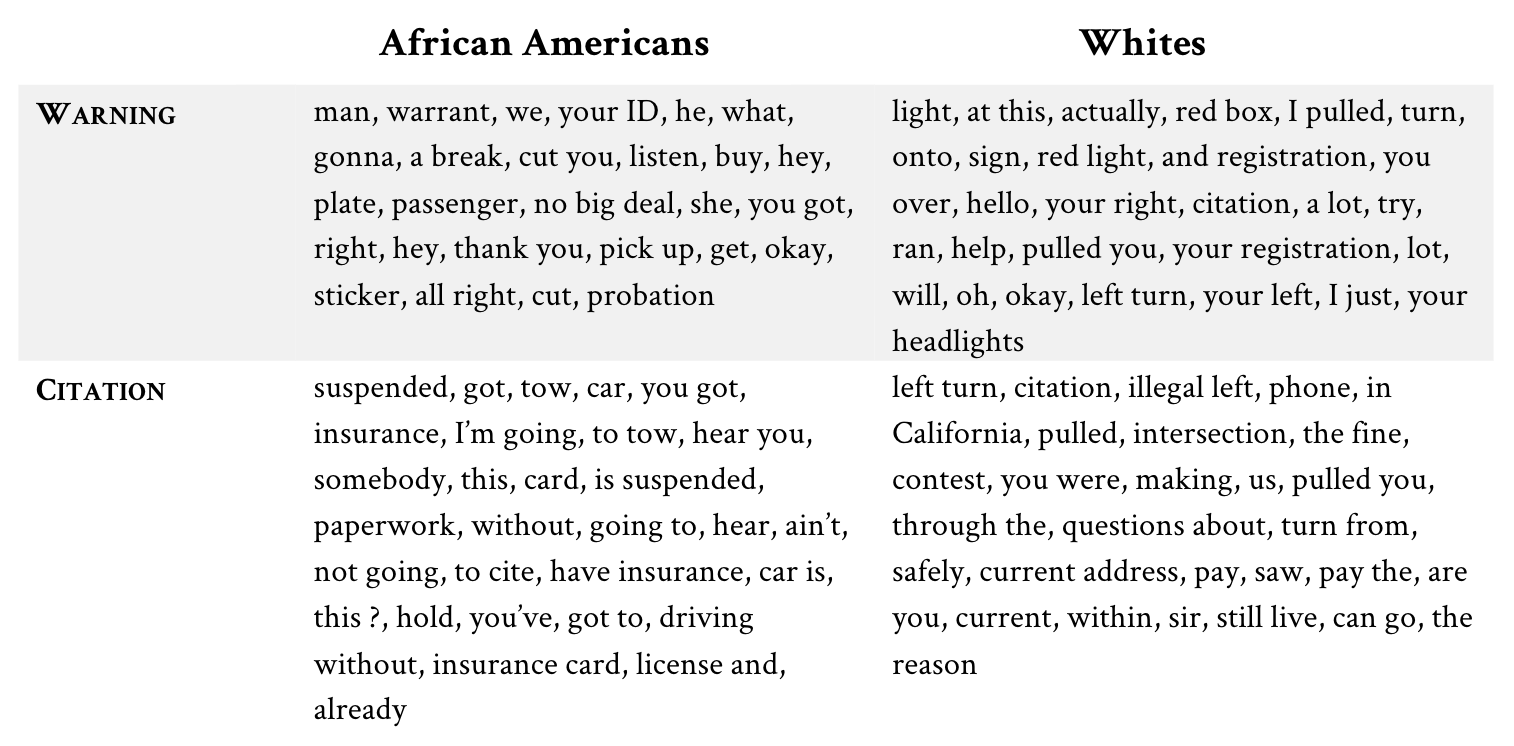 African Americans Whites
WARNING
man, warrant, we, your ID, he, what,
gonna, a break, cut you, listen, buy, hey,
plate, passenger, no big deal, she, you got,
right, hey, thank you, pick up, get, okay,
sticker, all right, cut, probation
light, at this, actually, red box, I pulled, turn,
onto, sign, red light, and registration, you
over, hello, your right, citation, a lot, try,
ran, help, pulled you, your registration, lot,
will, oh, okay, left turn, your left, I just, your
headlights
CITATION
suspended, got, tow, car, you got,
insurance, I’m going, to tow, hear you,
somebody, this, card, is suspended,
paperwork, without, going to, hear, ain’t,
not going, to cite, have insurance, car is,
this ?, hold, you’ve, got to, driving
without, insurance card, license and,
already
left turn, citation, illegal left, phone, in
California, pulled, intersection, the fine,
contest, you were, making, us, pulled you,
through the, questions about, turn from,
safely, current address, pay, saw, pay the, are
you, current, within, sir, still live, can go, the
reason